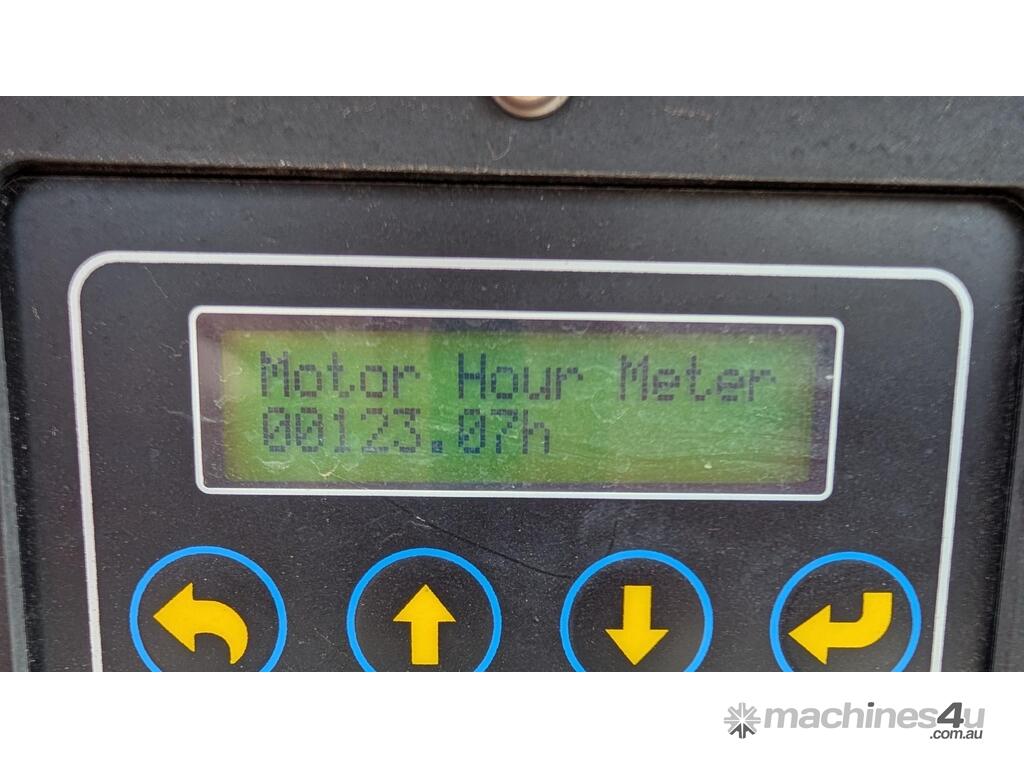 Motor Hour Meter
00123.07h
machines4u
.com.au